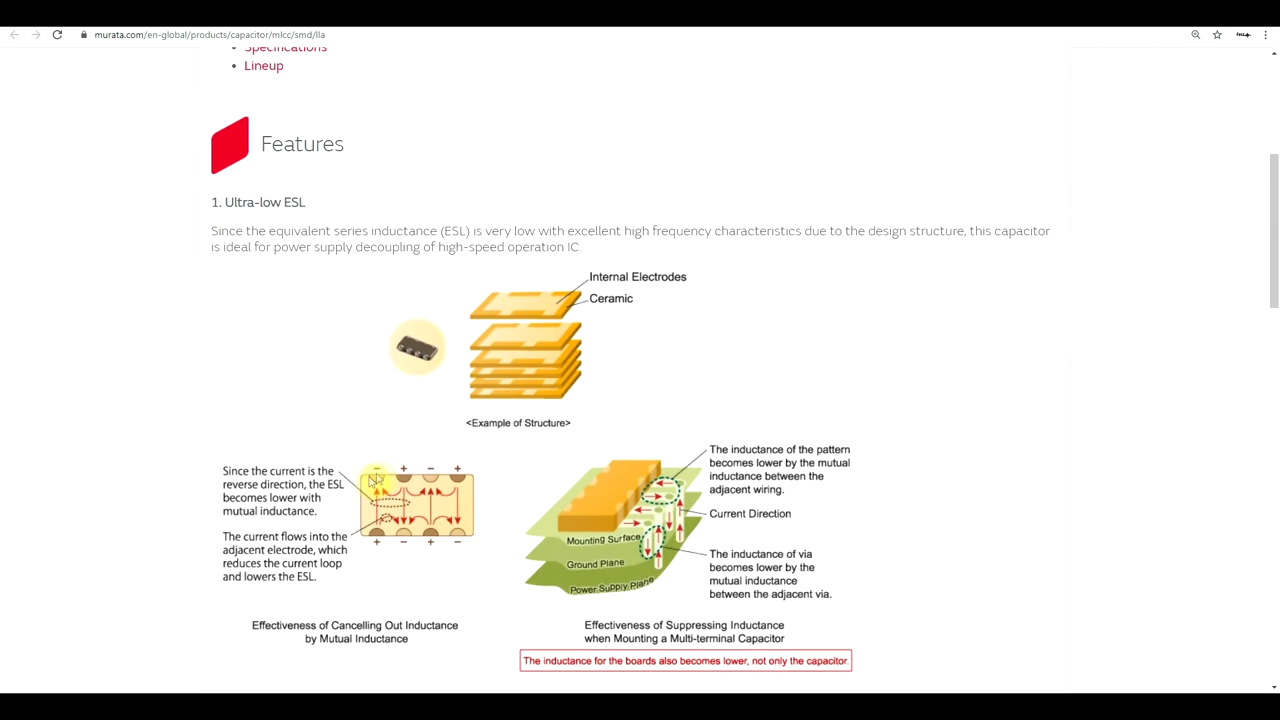 murata.com/en-global/products/capacitor/mlcc/smd/lla
Specifications
Lineup
Features
1. Ultra-low ESL
Since the equivalent series inductance (ESL) is very low with excellent high frequency characteristics due to the design structure, this capacitor
is ideal for power supply decoupling of high-speed operation IC.
Internal Electrodes
Ceramic
<Example of Structure>
Since the current is the
reverse direction, the ESL
becomes lower with
mutual inductance.
The current flows into the
adjacent electrode, which
reduces the current loop
and lowers the ESL.
− + − +
+ − + −
Effectiveness of Cancelling Out Inductance
by Mutual Inductance
Mounting Surface
Ground Plane
Power Supply Plane
The inductance of the pattern
becomes lower by the mutual
inductance between the
adjacent wiring.
Current Direction
The inductance of via
becomes lower by the
mutual inductance
between the adjacent via.
Effectiveness of Suppressing Inductance
when Mounting a Multi-terminal Capacitor
The inductance for the boards also becomes lower, not only the capacitor.